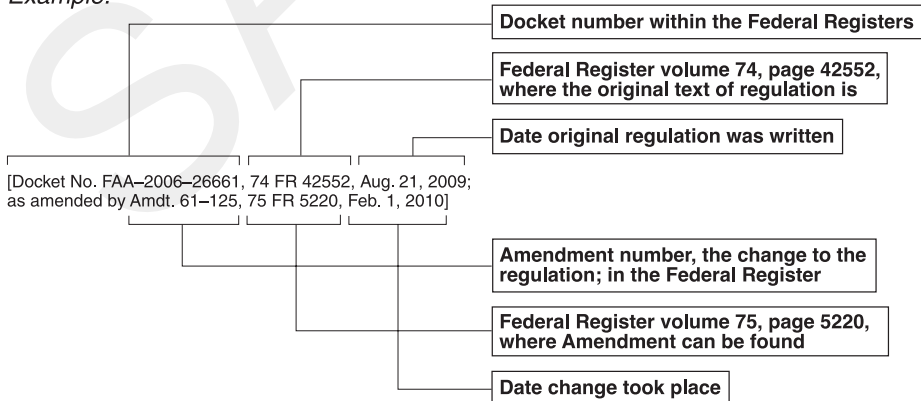 Example:
Docket number within the Federal Registers
Federal Register volume 74, page 42552,
where the original text of regulation is
Date original regulation was written
[Docket No. FAA–2006–26661, 74 FR 42552, Aug. 21, 2009;
as amended by Amdt. 61–125, 75 FR 5220, Feb. 1, 2010]
Amendment number, the change to the
regulation; in the Federal Register
Federal Register volume 75, page 5220,
where Amendment can be found
Date change took place